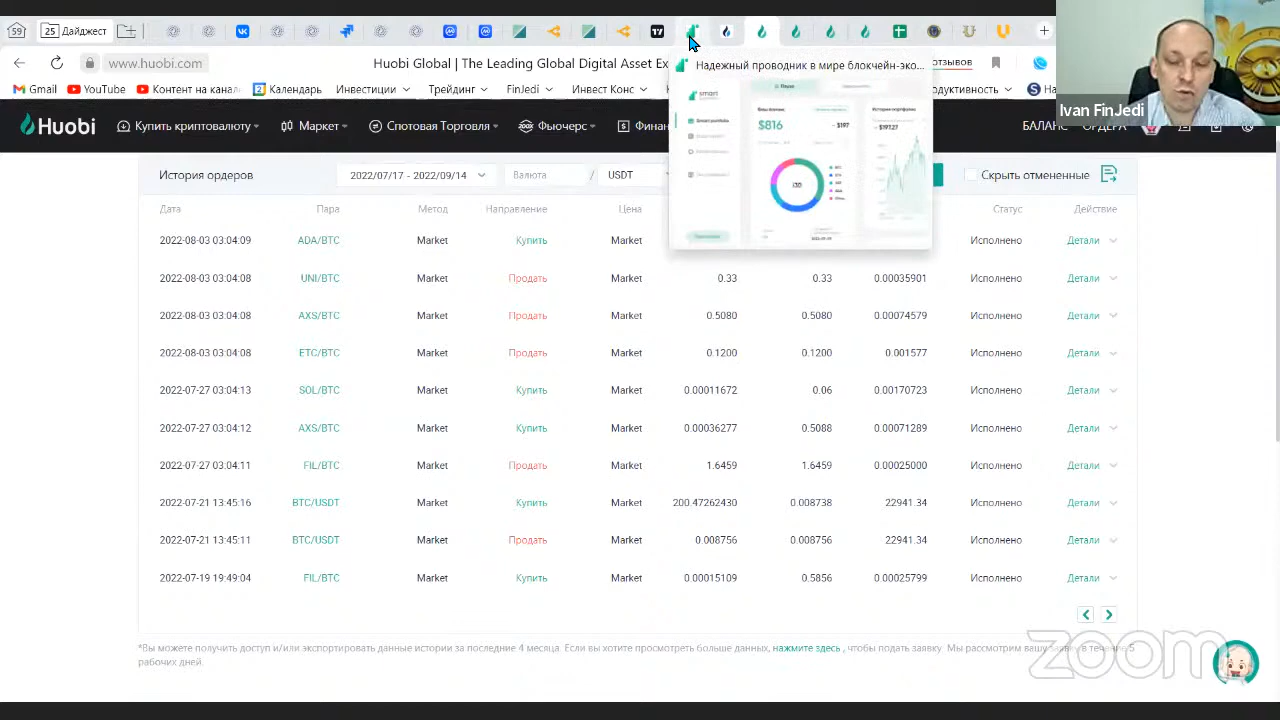 59 25 Дайджест
www.huobi.com Huobi Global | The Leading Global Digital Asset Ex отзывов
Надежный проводник в мире блокчейн-эко...
Gmail YouTube Календарь Инвестиции Трейдинг FinJedi Инвест Конс
Ivan FinJedi
Huobi БАЛАНС ОРДЕРА
smart
Smart portfolio
$816 - $197
История ордеров 2022/07/16 - 2022/09/14 Валюта / USDT Скрыть отмененные
Дата Пара Метод Направление Цена Статус Действие
2022-08-03 03:04:09 ADA/BTC Market Купить Market Исполнено Детали
2022-08-03 03:04:08 UNI/BTC Market Продать Market 0.33 0.33 0.00035901 Исполнено Детали
2022-08-03 03:04:08 AXS/BTC Market Продать Market 0.5080 0.5080 0.00074579 Исполнено Детали
2022-08-03 03:04:08 ETC/BTC Market Продать Market 0.1200 0.1200 0.001577 Исполнено Детали
2022-07-27 03:04:13 SOL/BTC Market Купить Market 0.00011672 0.06 0.00170723 Исполнено Детали
2022-07-27 03:04:12 AXS/BTC Market Купить Market 0.00036277 0.5088 0.00071289 Исполнено Детали
2022-07-27 03:04:11 FIL/BTC Market Продать Market 1.6459 1.6459 0.00025000 Исполнено Детали
2022-07-21 13:45:16 BTC/USDT Market Купить Market 200.47262430 0.008738 22941.34 Исполнено Детали
2022-07-21 13:45:11 BTC/USDT Market Продать Market 0.008756 0.008756 22941.34 Исполнено Детали
2022-07-19 19:49:04 FIL/BTC Market Купить Market 0.00015109 0.5856 0.00025799 Исполнено Детали
*Вы можете получить доступ и/или экспортировать данные о транзакции за последние 4 месяца. Если вы хотите просмотреть больше данных, нажмите здесь , чтобы подать заявку Мы рассмотрим вашу заявку в течение 5
рабочих дней.
zoom